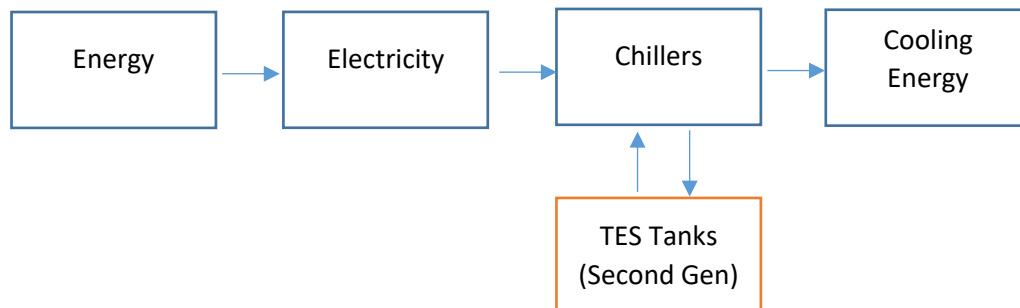 Energy
Electricity
Chillers
Cooling
Energy
TES Tanks
(Second Gen)